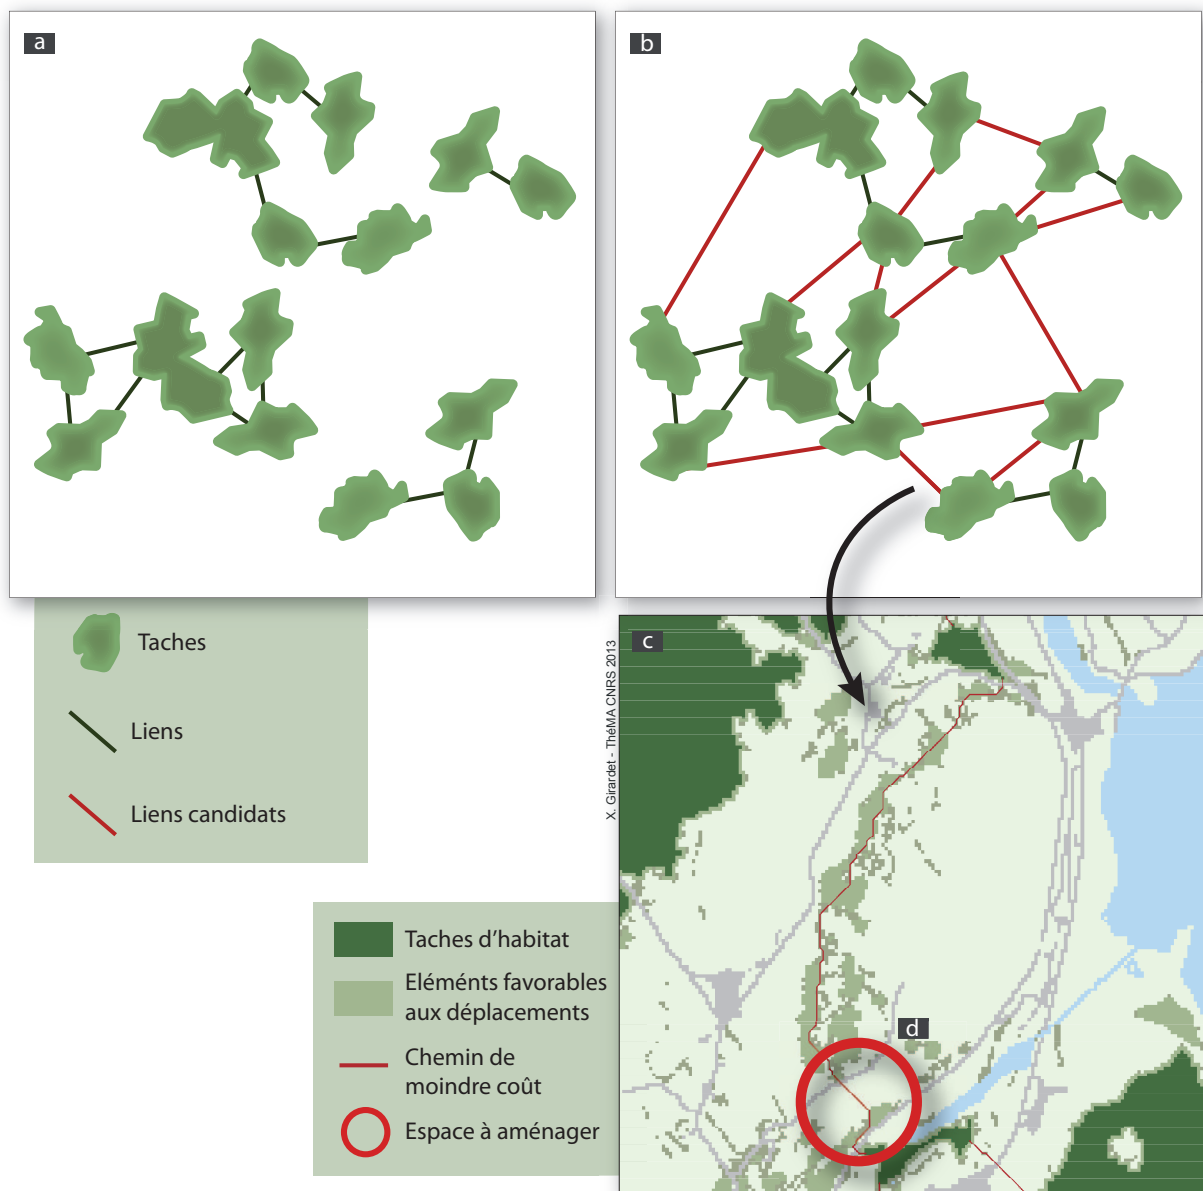 a
b
Taches
Liens
Liens candidats
X. Girardet - ThéMA CNRS 2013
c
d
Taches d'habitat
Eléménts favorables
aux déplacements
Chemin de
moindre coût
Espace à aménager